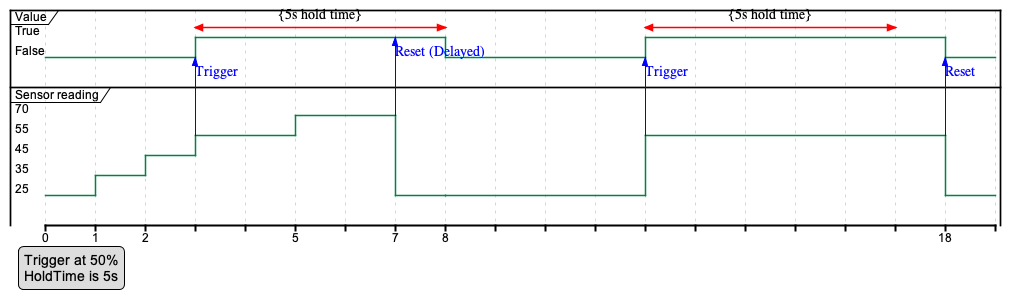 Value
{5s hold time}
{5s hold time}
True
False
Reset (Delayed)
Trigger
Trigger
Reset
Sensor reading
70
55
45
35
25
0 1 2 5 7 8 18
Trigger at 50%
HoldTime is 5s